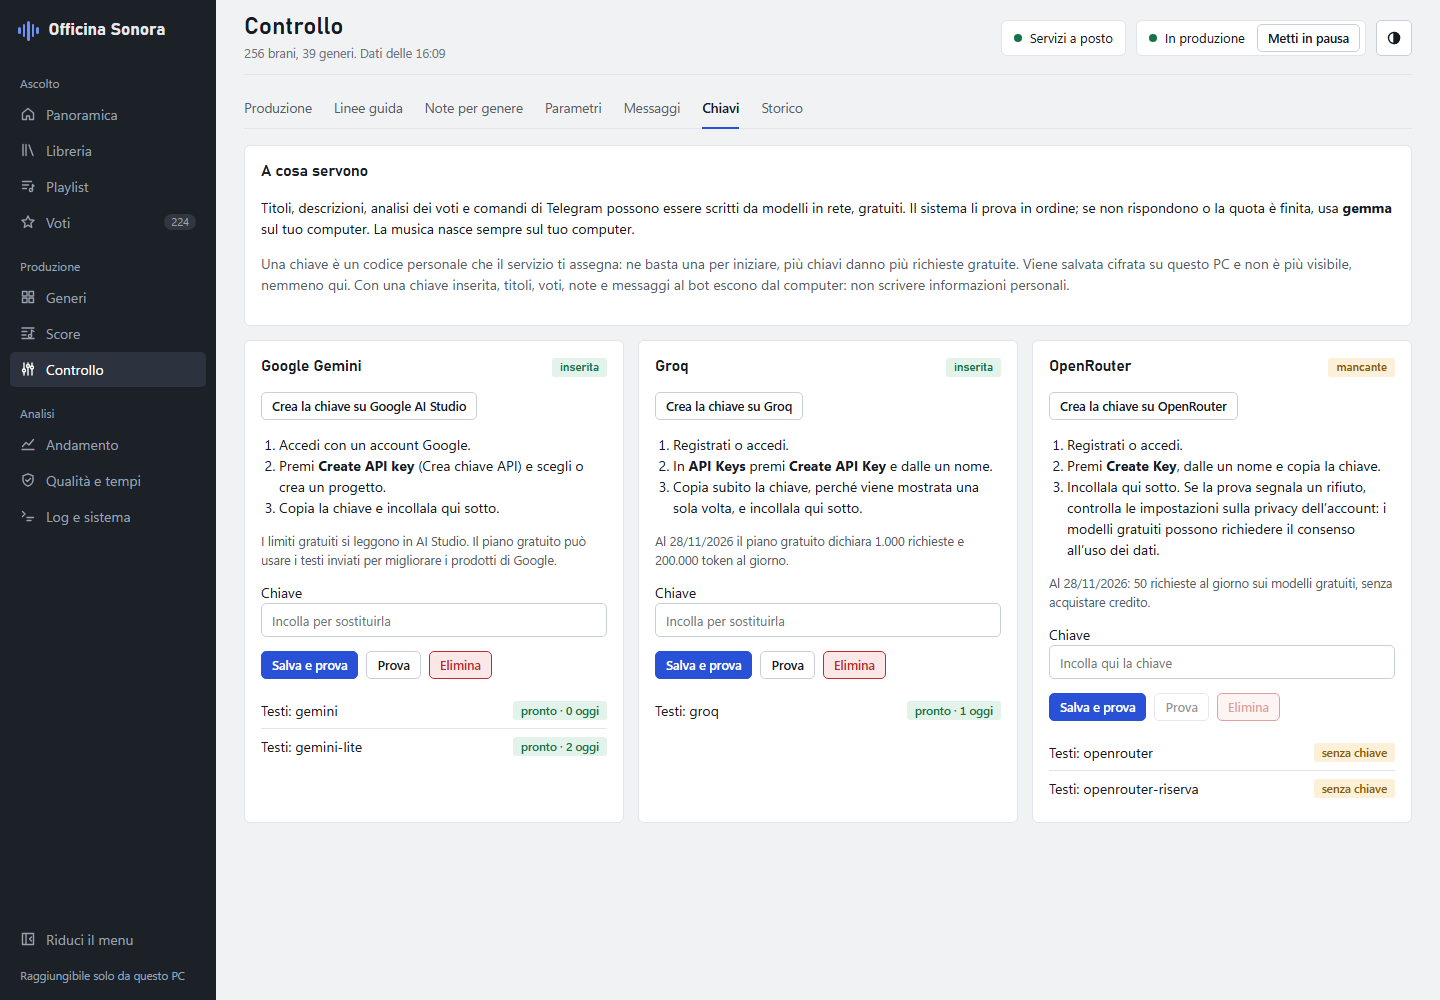 Officina Sonora
Ascolto
Panoramica
Libreria
Playlist
Voti 224
Produzione
Generi
Score
Controllo
Analisi
Andamento
Qualità e tempi
Log e sistema
Riduci il menu
Raggiungibile solo da questo PC
Controllo
256 brani, 39 generi. Dati delle 16:09
Servizi a posto
In produzione Metti in pausa
Produzione Linee guida Note per genere Parametri Messaggi Chiavi Storico
A cosa servono
Titoli, descrizioni, analisi dei voti e comandi di Telegram possono essere scritti da modelli in rete, gratuiti. Il sistema li prova in ordine; se non rispondono o la quota è finita, usa gemma
sul tuo computer. La musica nasce sempre sul tuo computer.
Una chiave è un codice personale che il servizio ti assegna: ne basta una per iniziare, più chiavi danno più richieste gratuite. Viene salvata cifrata su questo PC e non è più visibile,
nemmeno qui. Con una chiave inserita, titoli, voti, note e messaggi al bot escono dal computer: non scrivere informazioni personali.
Google Gemini inserita
Crea la chiave su Google AI Studio
1. Accedi con un account Google.
2. Premi Create API key (Crea chiave API) e scegli o
crea un progetto.
3. Copia la chiave e incollala qui sotto.
I limiti gratuiti si leggono in AI Studio. Il piano gratuito può
usare i testi inviati per migliorare i prodotti di Google.
Chiave
Incolla per sostituirla
Salva e prova Prova Elimina
Testi: gemini pronto · 0 oggi
Testi: gemini-lite pronto · 2 oggi
Groq inserita
Crea la chiave su Groq
1. Registrati o accedi.
2. In API Keys premi Create API Key e dalle un nome.
3. Copia subito la chiave, perché viene mostrata una
sola volta, e incollala qui sotto.
Al 28/11/2026 il piano gratuito dichiara 1.000 richieste e
200.000 token al giorno.
Chiave
Incolla per sostituirla
Salva e prova Prova Elimina
Testi: groq pronto · 1 oggi
OpenRouter mancante
Crea la chiave su OpenRouter
1. Registrati o accedi.
2. Premi Create Key, dalle un nome e copia la chiave.
3. Incollala qui sotto. Se la prova segnala un rifiuto,
controlla le impostazioni sulla privacy dell'account: i
modelli gratuiti possono richiedere il consenso
all'uso dei dati.
Al 28/11/2026: 50 richieste al giorno sui modelli gratuiti, senza
acquistare credito.
Chiave
Incolla qui la chiave
Salva e prova Prova Elimina
Testi: openrouter senza chiave
Testi: openrouter-riserva senza chiave